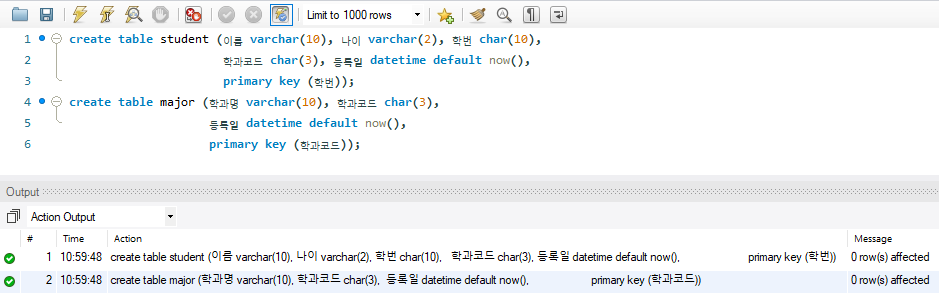 Limit to 1000 rows
1 create table student (이름 varchar(10), 나이 varchar(2), 학번 char(10),
2 학과코드 char(3), 등록일 datetime default now(),
3 primary key (학번));
4 create table major (학과명 varchar(10), 학과코드 char(3),
5 등록일 datetime default now(),
6 primary key (학과코드));
Output
Action Output
# Time Action Message
1 10:59:48 create table student (이름 varchar(10), 나이 varchar(2), 학번 char(10), 학과코드 char(3), 등록일 datetime default now(), primary key (학번)) 0 row(s) affected
2 10:59:48 create table major (학과명 varchar(10), 학과코드 char(3), 등록일 datetime default now(), primary key (학과코드)) 0 row(s) affected